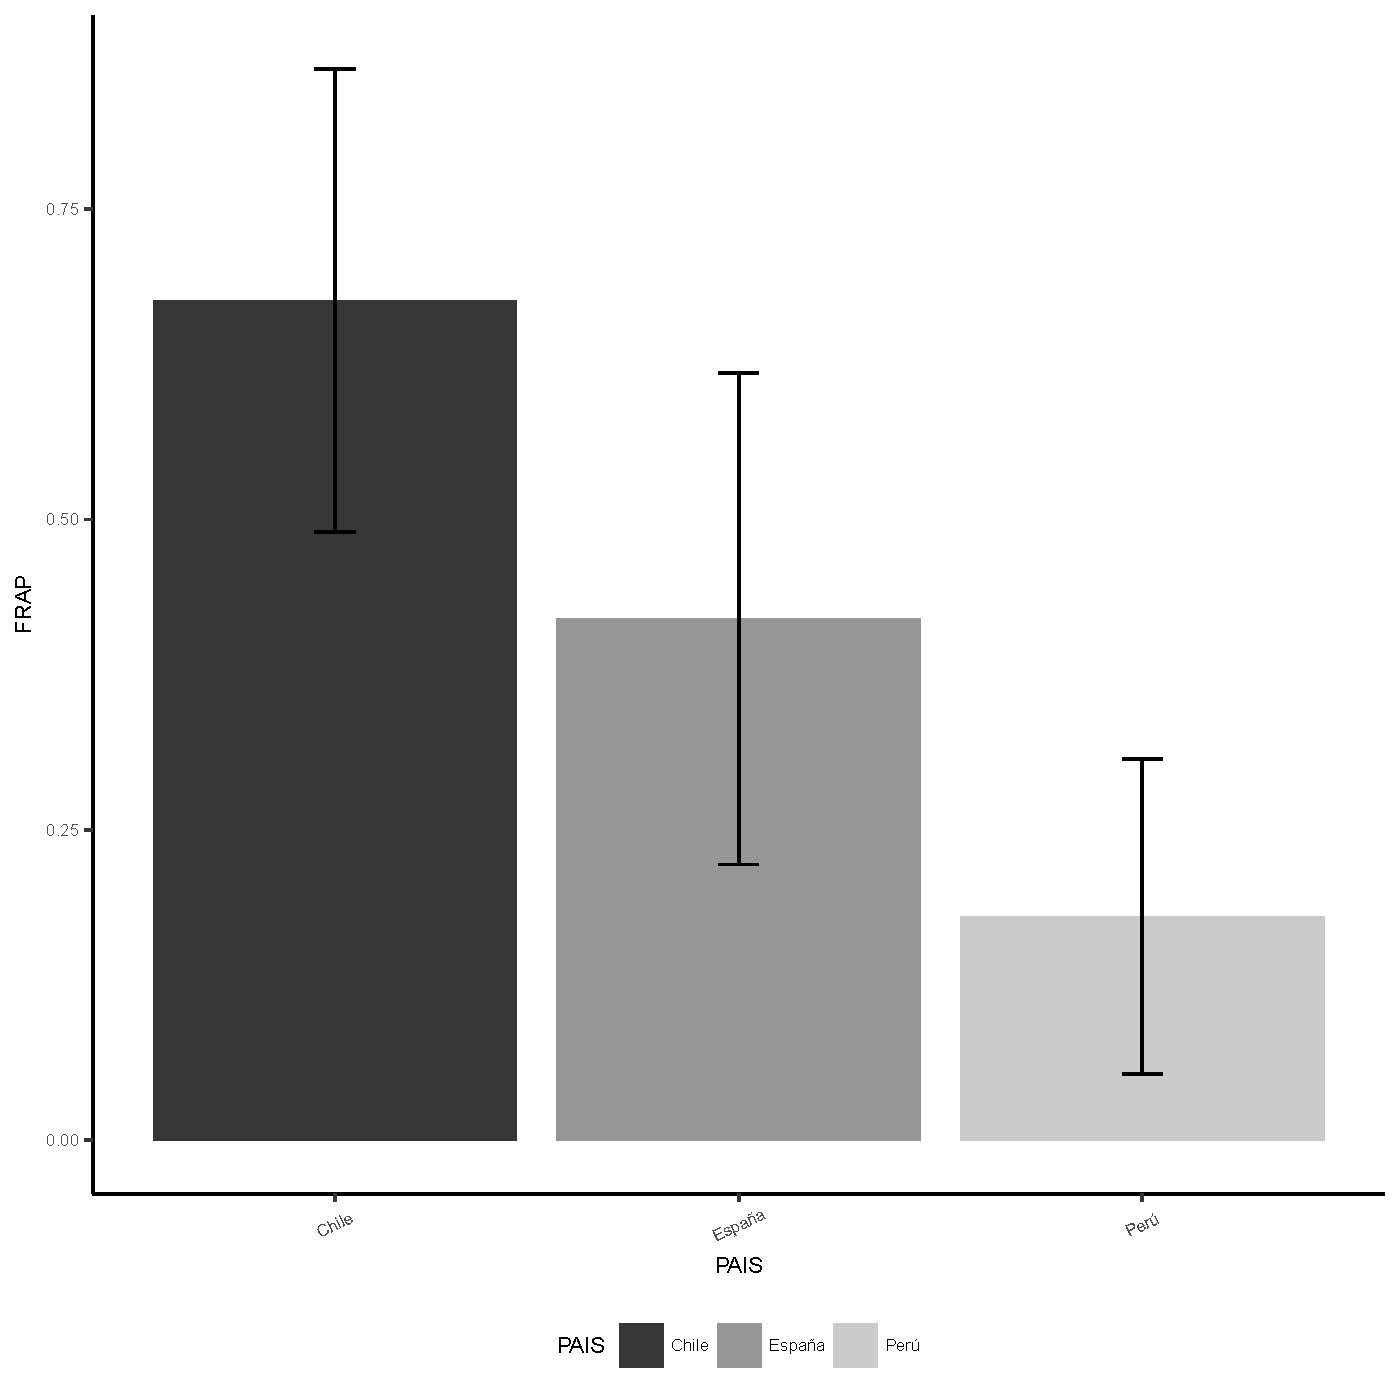 FRAP
0.75
0.50
0.25
0.00
Chile España Perú
PAIS
PAIS Chile España Perú